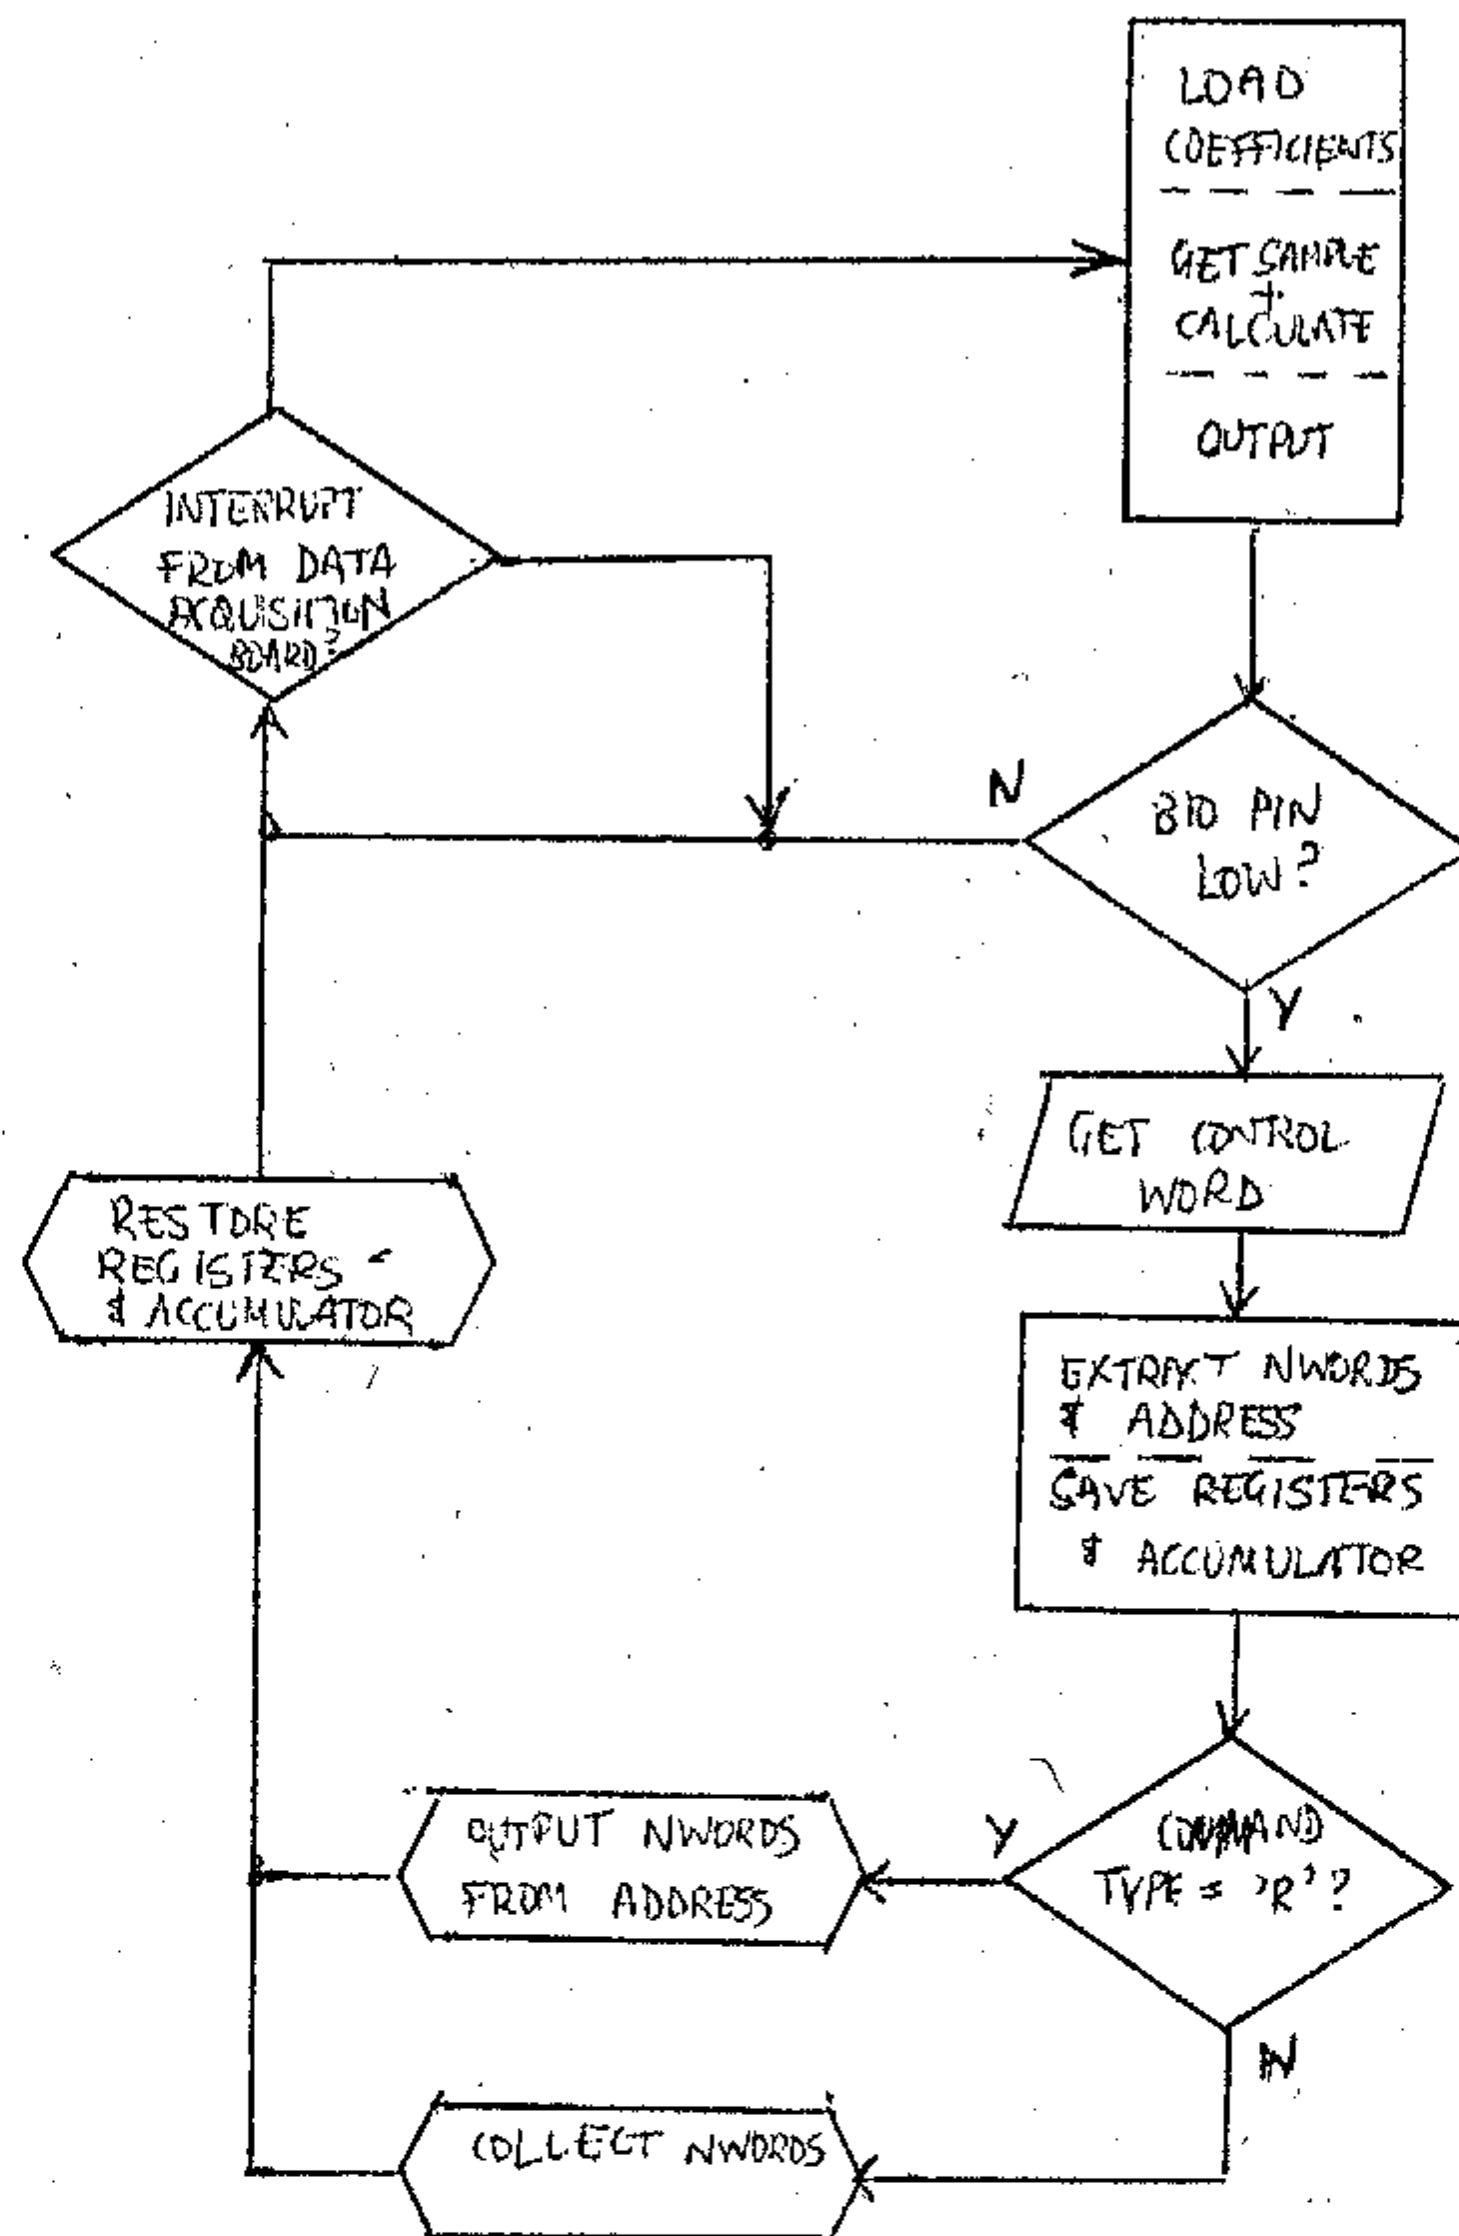 LOAD
COEFFICIENTS
GET SAMPLE
+
CALCULATE
OUTPUT
INTERRUPT
FROM DATA
ACQUISITION
BOARD?
N
BIO PIN
LOW?
Y
GET CONTROL
WORD
RESTORE
REGISTERS
& ACCUMULATOR
EXTRACT NWORDS
& ADDRESS
SAVE REGISTERS
& ACCUMULATOR
Y
COMMAND
TYPE = 'R'?
OUTPUT NWORDS
FROM ADDRESS
N
COLLECT NWORDS